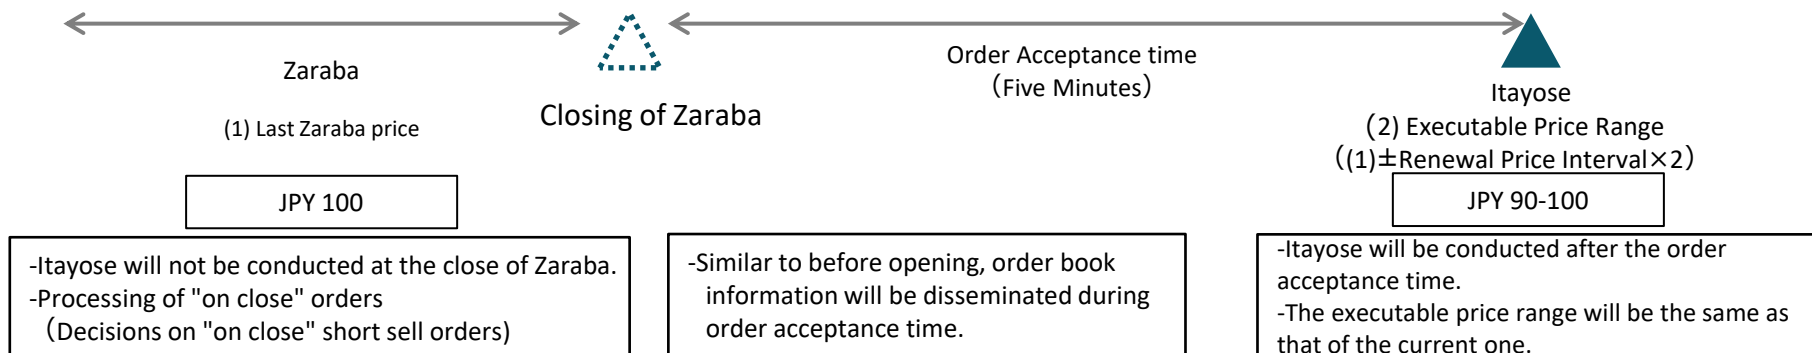 Zaraba
(1) Last Zaraba price
JPY 100
Closing of Zaraba
Order Acceptance time
（Five Minutes）
Itayose
（2) Executable Price Range
（(1)±Renewal Price Interval×2）
JPY 90-100
-Itayose will not be conducted at the close of Zaraba.
-Processing of "on close" orders
（Decisions on "on close" short sell orders)
-Similar to before opening, order book
information will be disseminated during
order acceptance time.
-Itayose will be conducted after the order
acceptance time.
-The executable price range will be the same as
that of the current one.